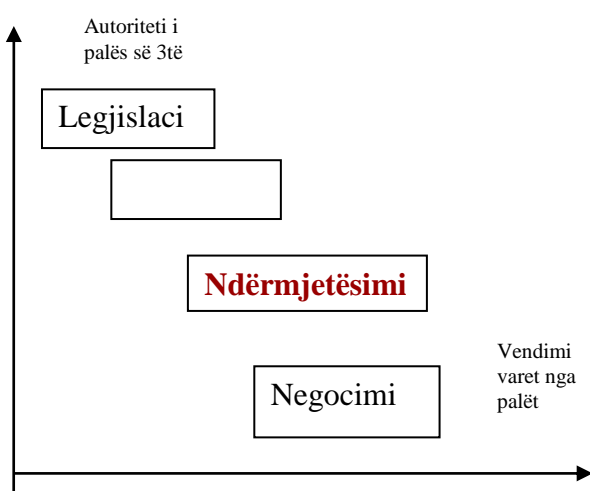 Autoriteti i
palës së 3të
Legjislaci
Ndërmjetësimi
Vendimi
varet nga
palët
Negocimi